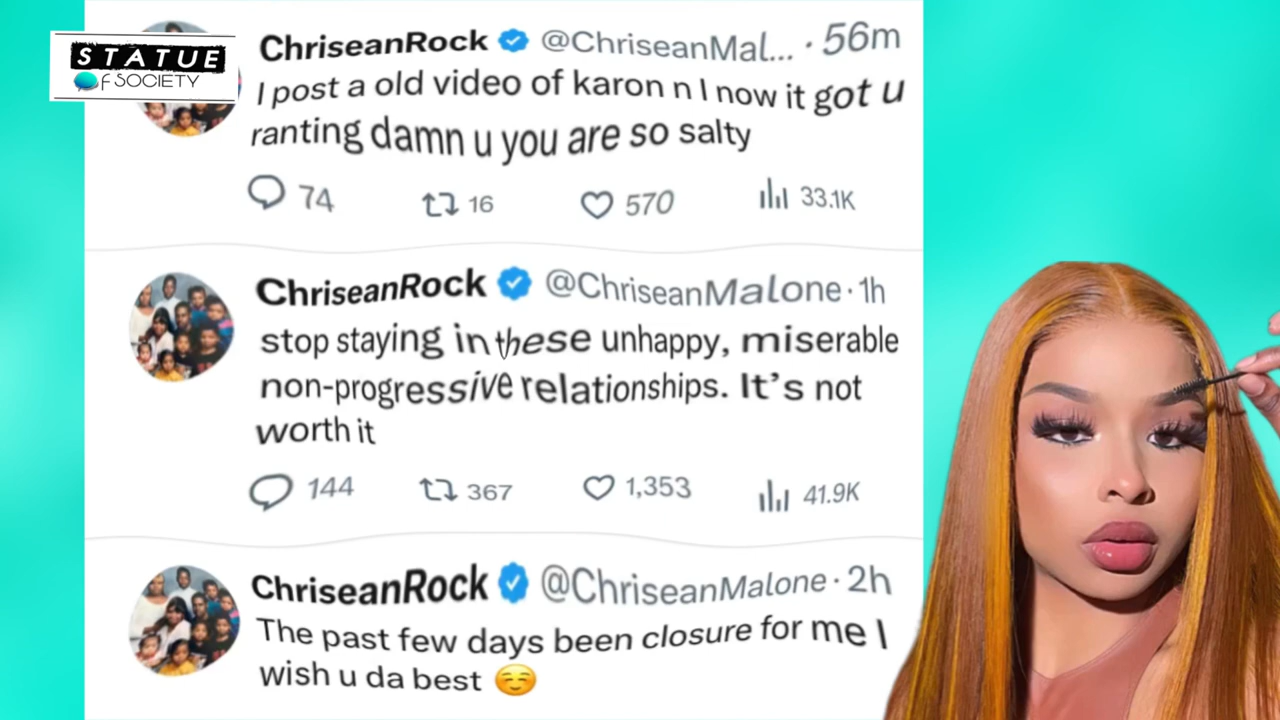 STATUE
OF SOCIETY
ChriseanRock @ChriseanMal... · 56m
I post a old video of karon n I now it got u
ranting damn u you are so salty
74 16 570 33.1K
ChriseanRock @ChriseanMalone · 1h
stop staying in these unhappy, miserable
non-progressive relationships. It's not
worth it
144 367 1,353 41.9K
ChriseanRock @ChriseanMalone · 2h
The past few days been closure for me I
wish u da best ☺️